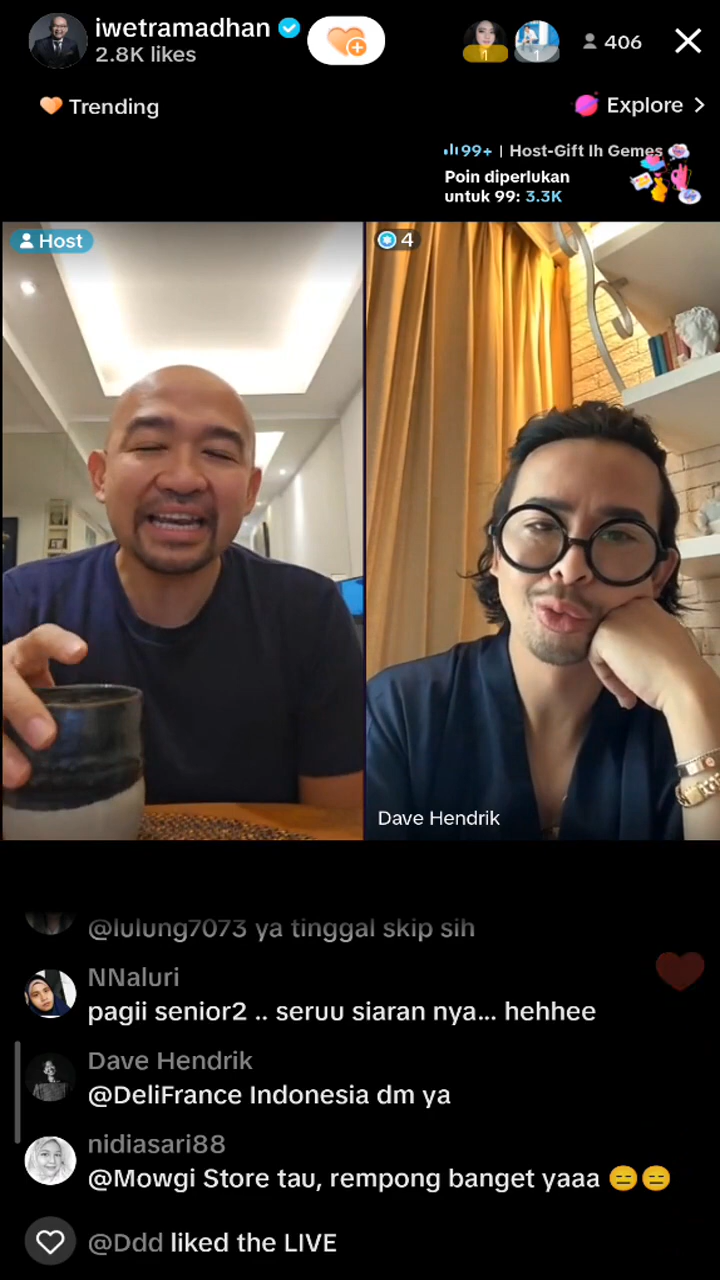 iwetramadhan
2.8K likes
1
1
406
Trending
Explore
99+ | Host-Gift Ih Gemes
Poin diperlukan
untuk 99: 3.3K
Host
4
Dave Hendrik
@lulung7073 ya tinggal skip sih
NNaluri
pagii senior2 .. seruu siaran nya... hehhee
Dave Hendrik
@DeliFrance Indonesia dm ya
nidiasari88
@Mowgi Store tau, rempong banget yaaa 😑😑
@Ddd liked the LIVE